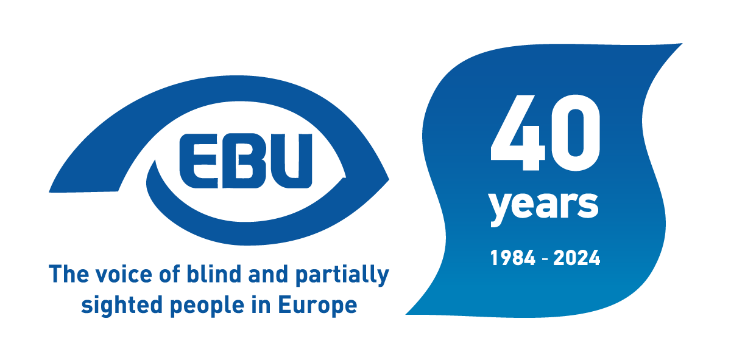 EBU
The voice of blind and partially
sighted people in Europe
40
years
1984 - 2024